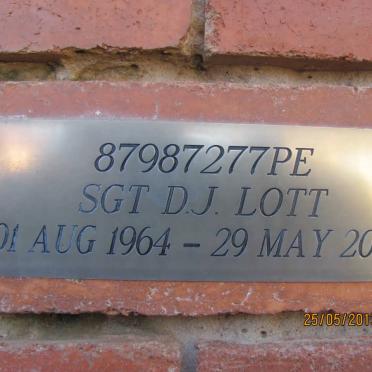 87987277PE
SGT D.J. LOTT
01 AUG 1964 – 29 MAY 20
25/05/201